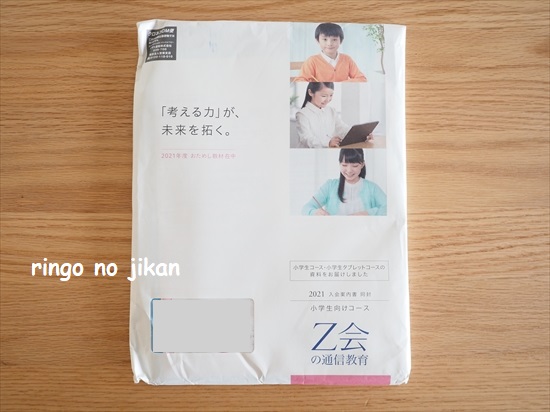 「考える力」が、
未来を拓く。
2021年度 おためし教材在中
ringo no jikan
小学生コース・小学生タブレットコースの
資料をお届けしました
2021 入会案内書 同封
小学生向けコース
Z会
の通信教育